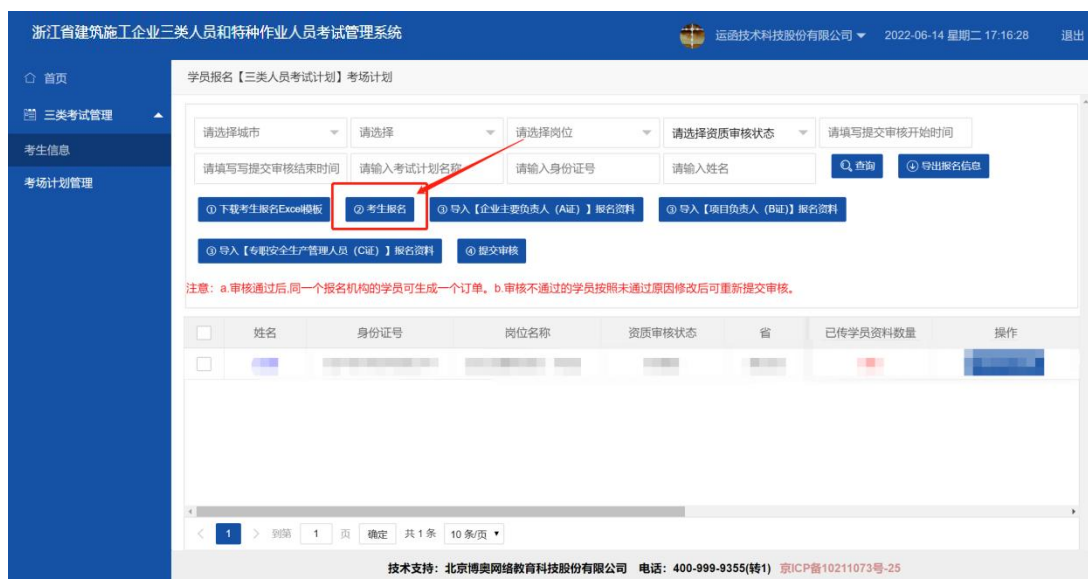 浙江省建筑施工企业三类人员和特种作业人员考试管理系统
运函技术科技股份有限公司 2022-06-14 星期二 17:16:28 退出
首页
学员报名【三类人员考试计划】考场计划
三类考试管理
考生信息
考场计划管理
请选择城市 请选择 请选择岗位 请选择资质审核状态 请填写提交审核开始时间
请填写写提交审核结束时间 请输入考试计划名称 请输入身份证号 请输入姓名 查询 导出报名信息
① 下载考生报名Excel模板 ② 考生报名 ③ 导入【企业主要负责人（A证）】报名资料 ③ 导入【项目负责人（B证)】报名资料
③ 导入【专职安全生产管理人员（C证）】报名资料 ④ 提交审核
注意：a.审核通过后,同一个报名机构的学员可生成一个订单。b.审核不通过的学员按照未通过原因修改后可重新提交审核。
姓名 身份证号 岗位名称 资质审核状态 省 已传学员资料数量 操作
1 到第 1 页 确定 共 1 条 10 条/页
技术支持：北京博奥网络教育科技股份有限公司 电话：400-999-9355(转1) 京ICP备10211073号-25